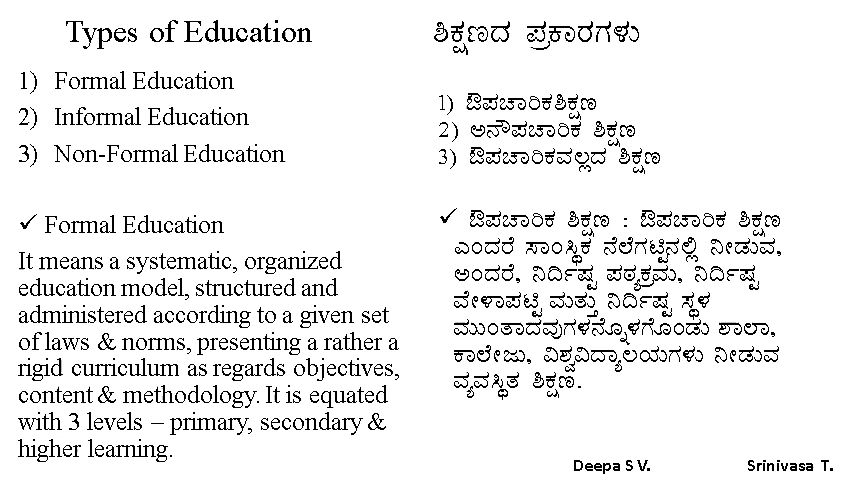 Types of Education
1) Formal Education
2) Informal Education
3) Non-Formal Education
✓ Formal Education
It means a systematic, organized
education model, structured and
administered according to a given set
of laws & norms, presenting a rather a
rigid curriculum as regards objectives,
content & methodology. It is equated
with 3 levels – primary, secondary &
higher learning.
ಶಿಕ್ಷಣದ ಪ್ರಕಾರಗಳು
1) ಔಪಚಾರಿಕಶಿಕ್ಷಣ
2) ಅನೌಪಚಾರಿಕ ಶಿಕ್ಷಣ
3) ಔಪಚಾರಿಕವಲ್ಲದ ಶಿಕ್ಷಣ
✓ ಔಪಚಾರಿಕ ಶಿಕ್ಷಣ : ಔಪಚಾರಿಕ ಶಿಕ್ಷಣ
ಎಂದರೆ ಸಾಂಸ್ಥಿಕ ನೆಲೆಗಟ್ಟಿನಲ್ಲಿ ನೀಡುವ,
ಅಂದರೆ, ನಿರ್ದಿಷ್ಟ ಪಠ್ಯಕ್ರಮ, ನಿರ್ದಿಷ್ಟ
ವೇಳಾಪಟ್ಟಿ ಮತ್ತು ನಿರ್ದಿಷ್ಟ ಸ್ಥಳ
ಮುಂತಾದವುಗಳನ್ನೊಳಗೊಂಡು ಶಾಲಾ,
ಕಾಲೇಜು, ವಿಶ್ವವಿದ್ಯಾಲಯಗಳು ನೀಡುವ
ವ್ಯವಸ್ಥಿತ ಶಿಕ್ಷಣ.
Deepa S V. Srinivasa T.